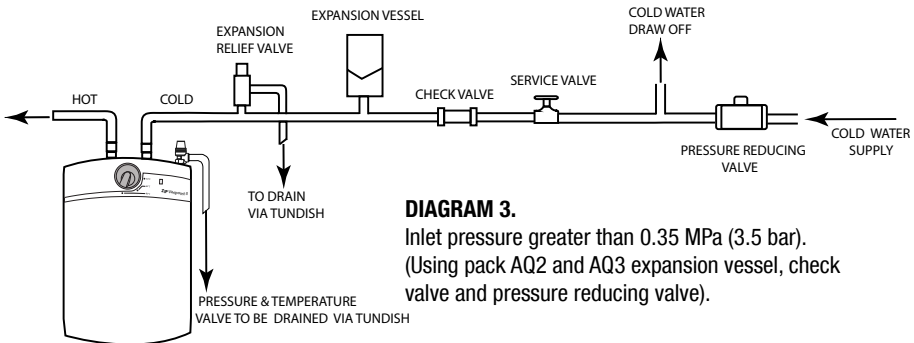 EXPANSION VESSEL
COLD WATER
DRAW OFF
EXPANSION
RELIEF VALVE
SERVICE VALVE
CHECK VALVE
HOT
COLD
COLD WATER
SUPPLY
PRESSURE REDUCING
VALVE
TO DRAIN
VIA TUNDISH
PRESSURE & TEMPERATURE
VALVE TO BE DRAINED VIA TUNDISH
DIAGRAM 3.
Inlet pressure greater than 0.35 MPa (3.5 bar).
(Using pack AQ2 and AQ3 expansion vessel, check
valve and pressure reducing valve).